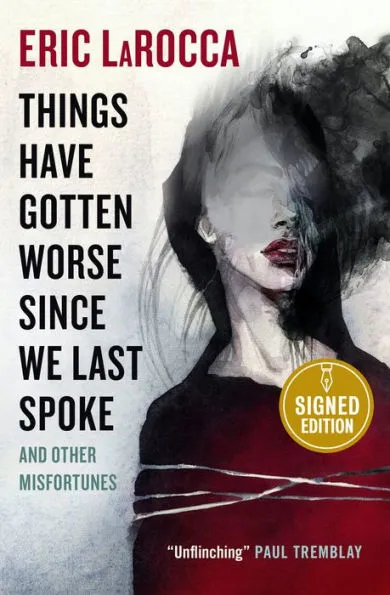 ERIC LAROCCA
THINGS
HAVE
GOTTEN
WORSE
SINCE
WE LAST
SPOKE
AND OTHER
MISFORTUNES
SIGNED
EDITION
“Unflinching” PAUL TREMBLAY